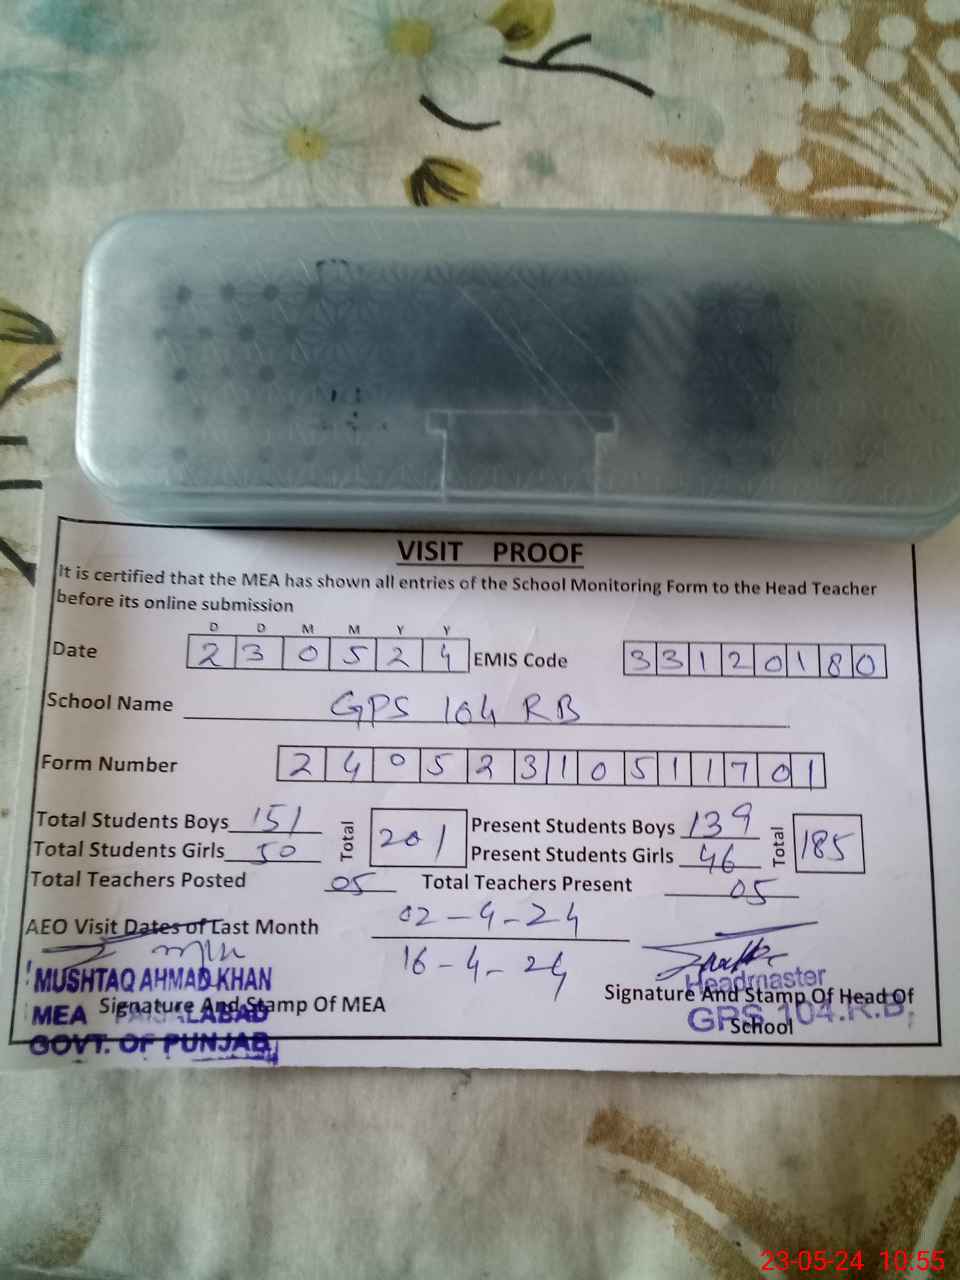 VISIT PROOF
It is certified that the MEA has shown all entries of the School Monitoring Form to the Head Teacher
before its online submission
D D M M Y Y
Date 2 3 0 5 2 4 EMIS Code 3 3 1 2 0 1 8 0
School Name GPS 104 RB
Form Number 2 4 0 5 2 3 1 0 5 1 1 7 0 1
Total Students Boys 151 Total 201 Present Students Boys 139 Total 185
Total Students Girls 50 Present Students Girls 46
Total Teachers Posted 05 Total Teachers Present 05
AEO Visit Dates of Last Month 02-4-24
16-4-24
MUSHTAQ AHMAD KHAN
MEA FAISALABAD
GOVT. OF PUNJAB
Signature And Stamp Of MEA
Headmaster
GPS 104.R.B.
Signature And Stamp Of Head Of
School
23-05-24 10:55